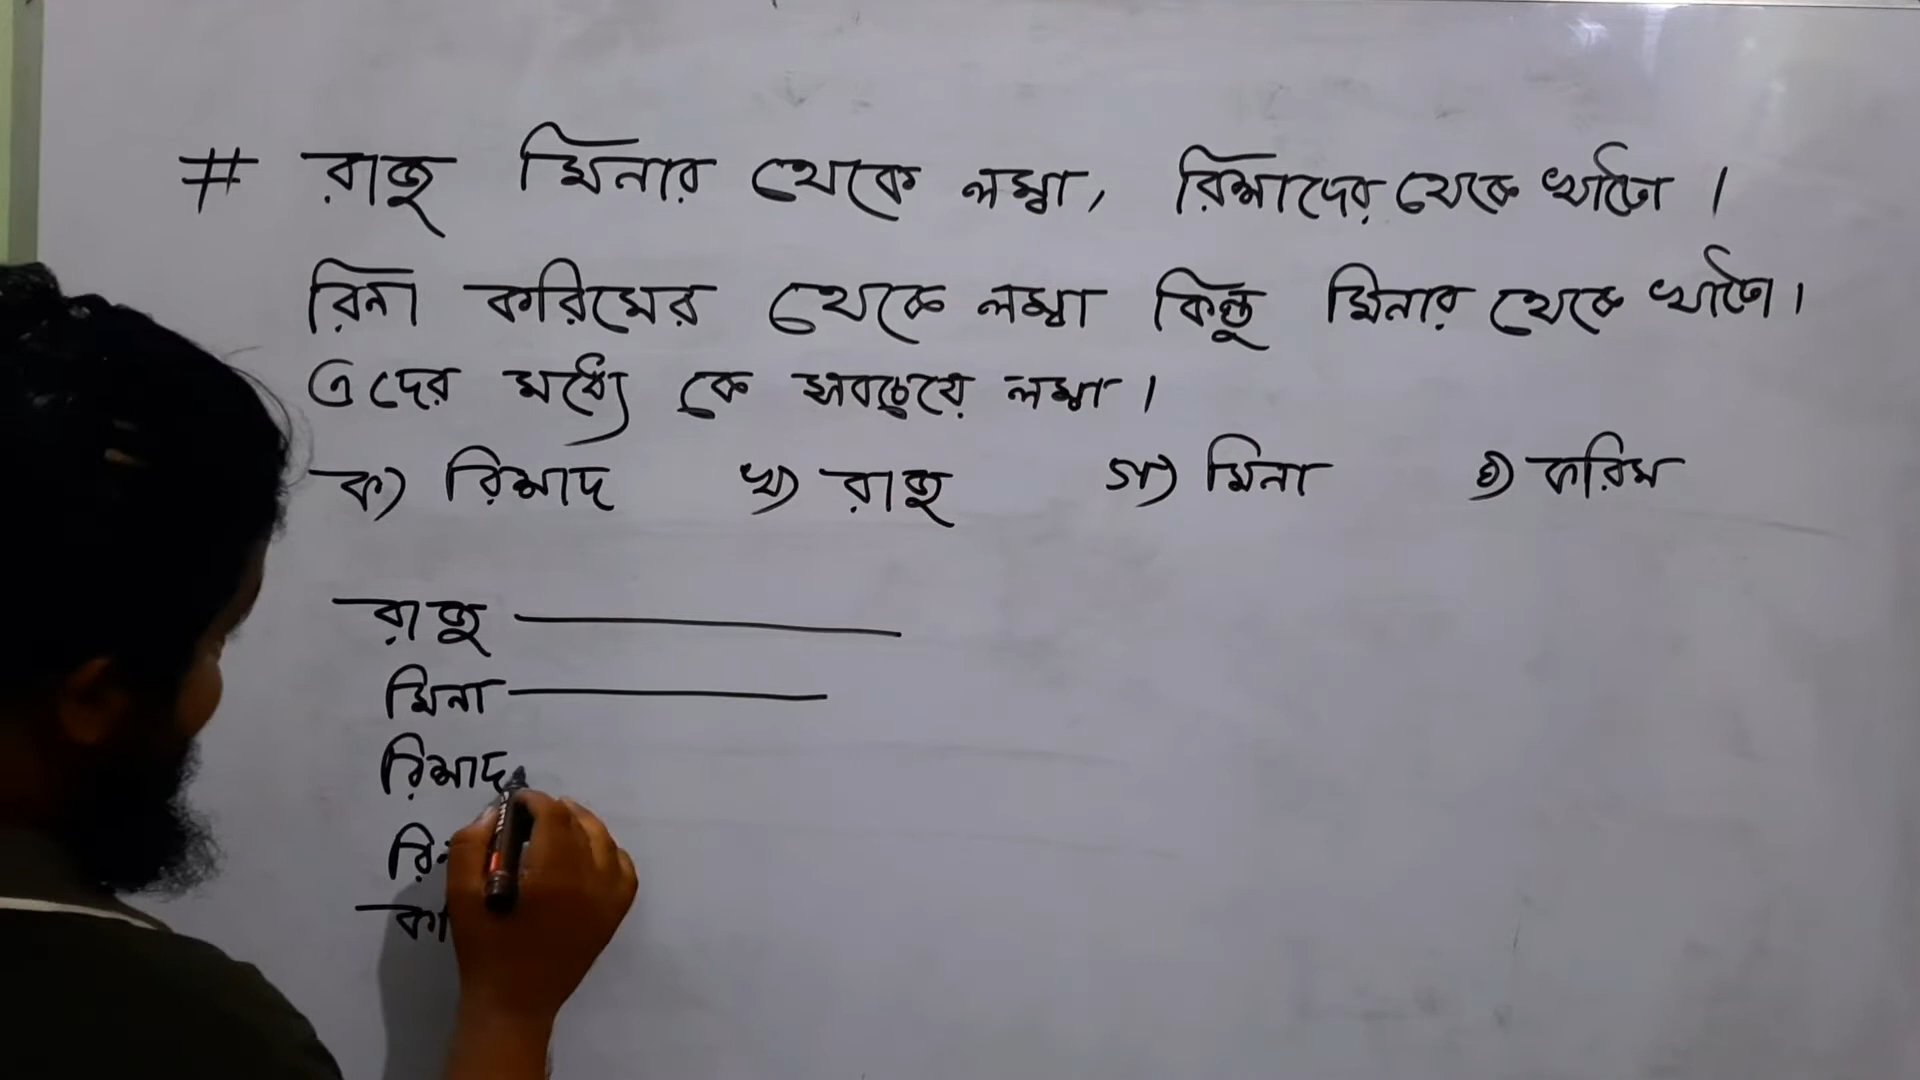 # রাজু মিনার থেকে লম্বা, রিশাদের থেকে খাটো ।
রিনা করিমের থেকে লম্বা কিন্তু মিনার থেকে খাটো ।
এদের মধ্যে কে সবচেয়ে লম্বা ।
ক) রিশাদ খ) রাজু গ) মিনা ঘ) করিম
রাজু
মিনা
রিশাদ